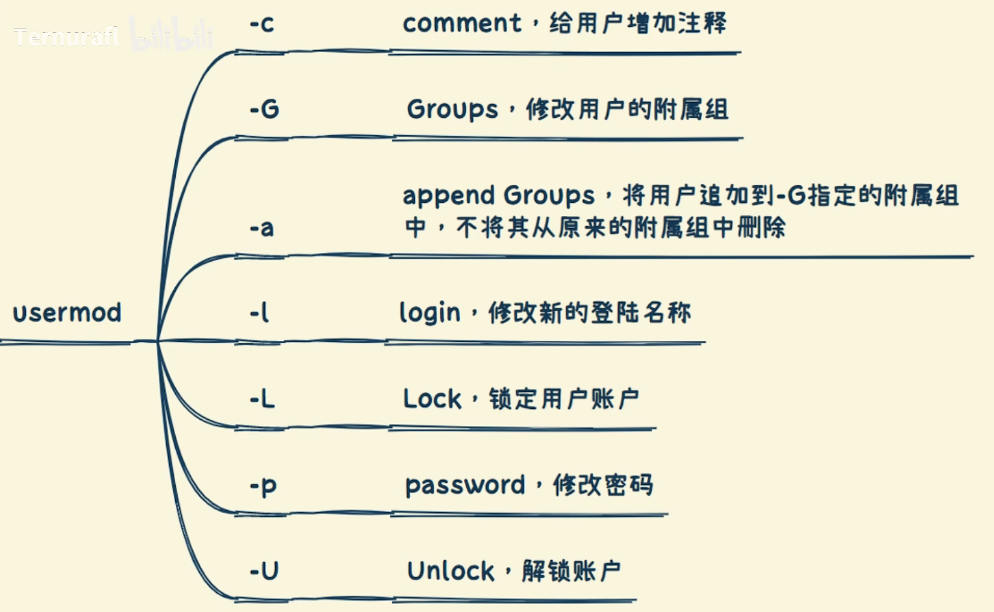 Ternurafl bilibili
-c comment，给用户增加注释
-G Groups，修改用户的附属组
append Groups，将用户追加到-G指定的附属组
-a 中，不将其从原来的附属组中删除
usermod -l login，修改新的登陆名称
-L Lock，锁定用户账户
-p password，修改密码
-U Unlock，解锁账户